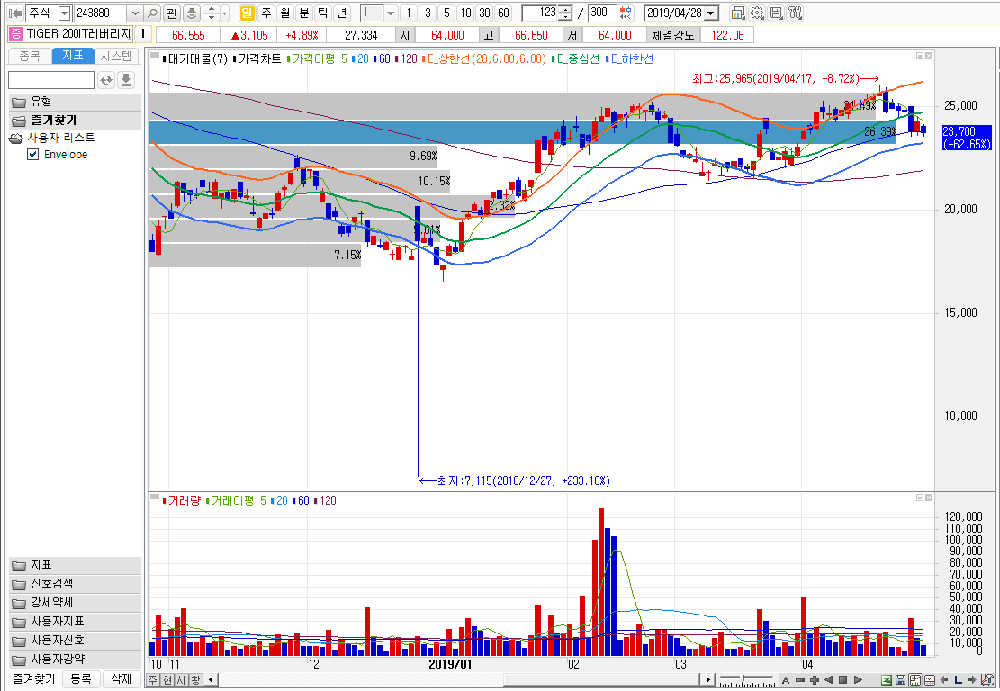 주식 243880 관 일 주 월 분 틱 년 1 1 3 5 10 30 60 123 / 300 2019/04/28
증 TIGER 200IT레버리지 i 66,555 ▲3,105 +4.89% 27,334 시 64,000 고 66,650 저 64,000 체결강도 122.06
종목 지표 시스템
유형
즐겨찾기
사용자 리스트
Envelope
대기매물(7) 가격차트 가격이평 5 20 60 120 E_상한선(20,6.00,6.00) E_중심선 E_하한선
최고:25,965(2019/04/17, -8.72%)→
25,000
26.39%
23,700
(-62.65%)
9.69%
10.15%
20,000
7.15%
15,000
10,000
←최저:7,115(2018/12/27, +233.10%)
거래량 거래이평 5 20 60 120
120,000
110,000
100,000
90,000
80,000
70,000
60,000
50,000
40,000
30,000
20,000
10,000
0
10 11 12 2019/01 02 03 04
지표
신호검색
강세약세
사용자지표
사용자신호
사용자강약
즐겨찾기 등록 삭제
주 현 시 황 A L